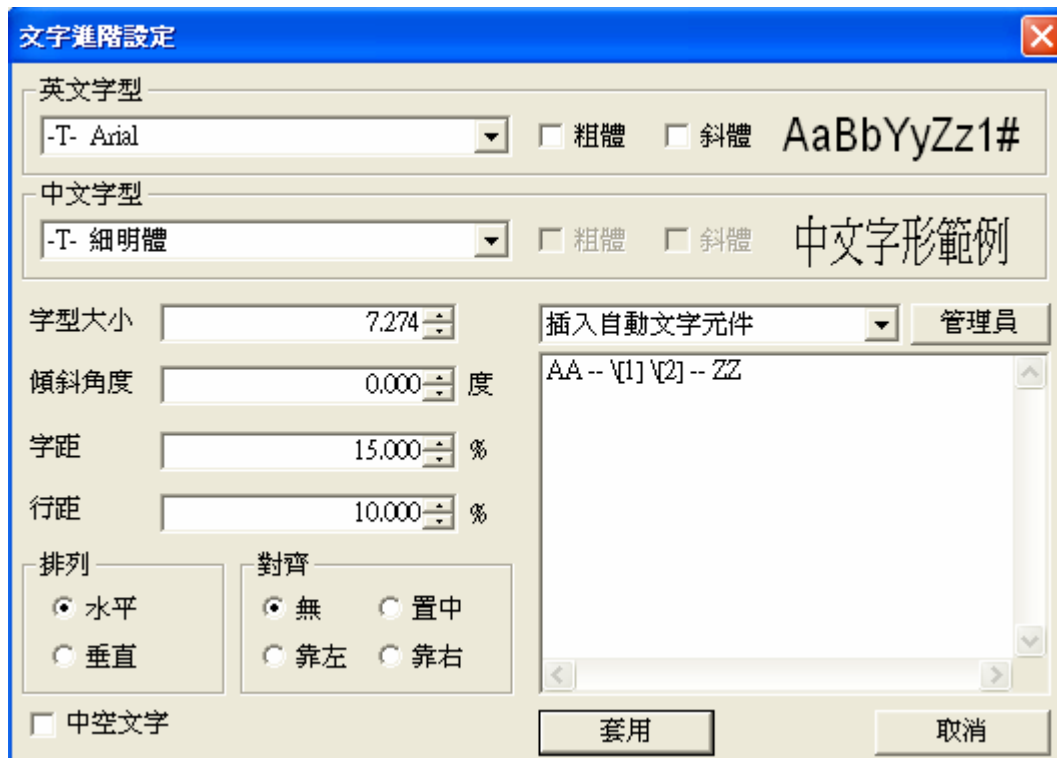 文字進階設定
英文字型
-T- Arial
粗體
斜體
AaBbYyZz1#
中文字型
-T- 細明體
粗體
斜體
中文字形範例
字型大小 7.274
傾斜角度 0.000 度
字距 15.000 %
行距 10.000 %
插入自動文字元件
管理員
AA -- \[1] \[2] -- ZZ
排列
水平
垂直
對齊
無 置中
靠左 靠右
中空文字
套用
取消